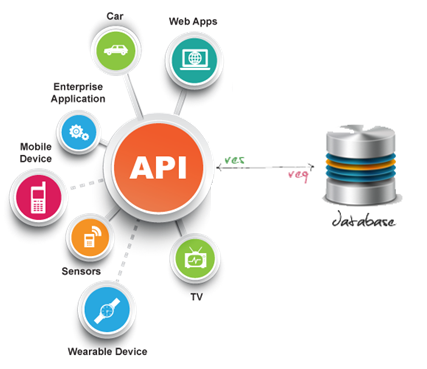 Car
Web Apps
Enterprise
Application
Mobile
Device
API
res
req
database
Sensors
TV
Wearable Device